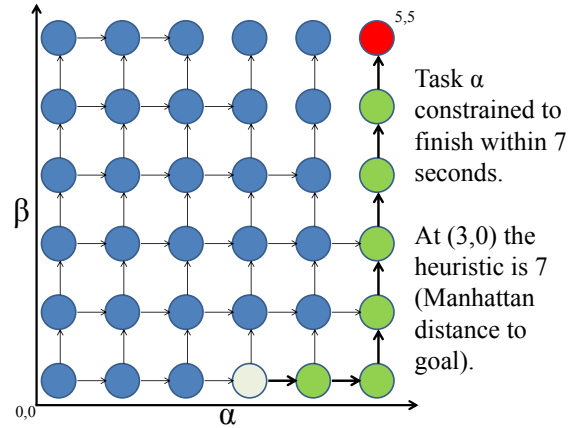 5,5
Task α
constrained to
finish within 7
seconds.
β
At (3,0) the
heuristic is 7
(Manhattan
distance to
goal).
0,0
α